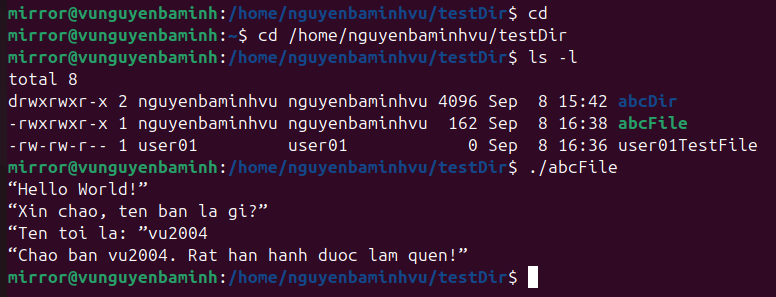 mirror@vunguyenbaminh:/home/nguyenbaminhvu/testDir$ cd
mirror@vunguyenbaminh:~$ cd /home/nguyenbaminhvu/testDir
mirror@vunguyenbaminh:/home/nguyenbaminhvu/testDir$ ls -l
total 8
drwxrwxr-x 2 nguyenbaminhvu nguyenbaminhvu 4096 Sep  8 15:42 abcDir
-rwxrwxr-x 1 nguyenbaminhvu nguyenbaminhvu  162 Sep  8 16:38 abcFile
-rw-rw-r-- 1 user01         user01            0 Sep  8 16:36 user01TestFile
mirror@vunguyenbaminh:/home/nguyenbaminhvu/testDir$ ./abcFile
“Hello World!”
“Xin chao, ten ban la gi?”
“Ten toi la: ”vu2004
“Chao ban vu2004. Rat han hanh duoc lam quen!”
mirror@vunguyenbaminh:/home/nguyenbaminhvu/testDir$